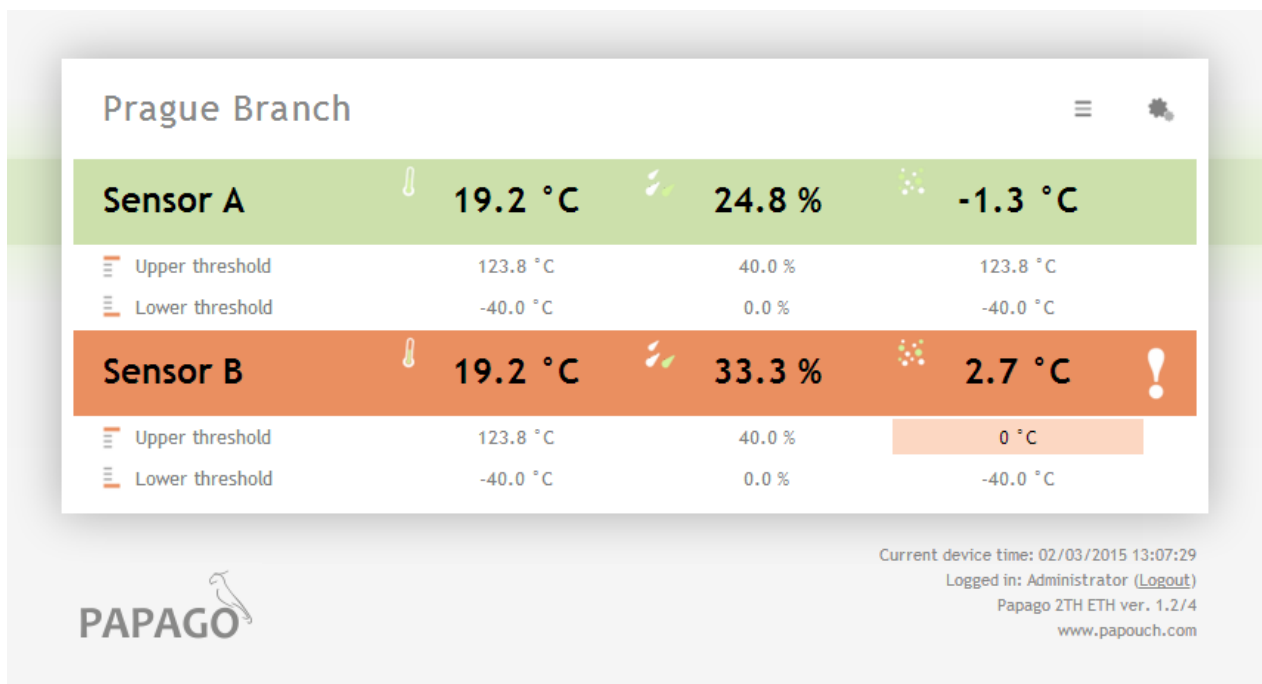 Prague Branch
Sensor A 19.2 °C 24.8 % -1.3 °C
Upper threshold 123.8 °C 40.0 % 123.8 °C
Lower threshold -40.0 °C 0.0 % -40.0 °C
Sensor B 19.2 °C 33.3 % 2.7 °C !
Upper threshold 123.8 °C 40.0 % 0 °C
Lower threshold -40.0 °C 0.0 % -40.0 °C
Current device time: 02/03/2015 13:07:29
Logged in: Administrator (Logout)
Papago 2TH ETH ver. 1.2/4
www.papouch.com
PAPAGO